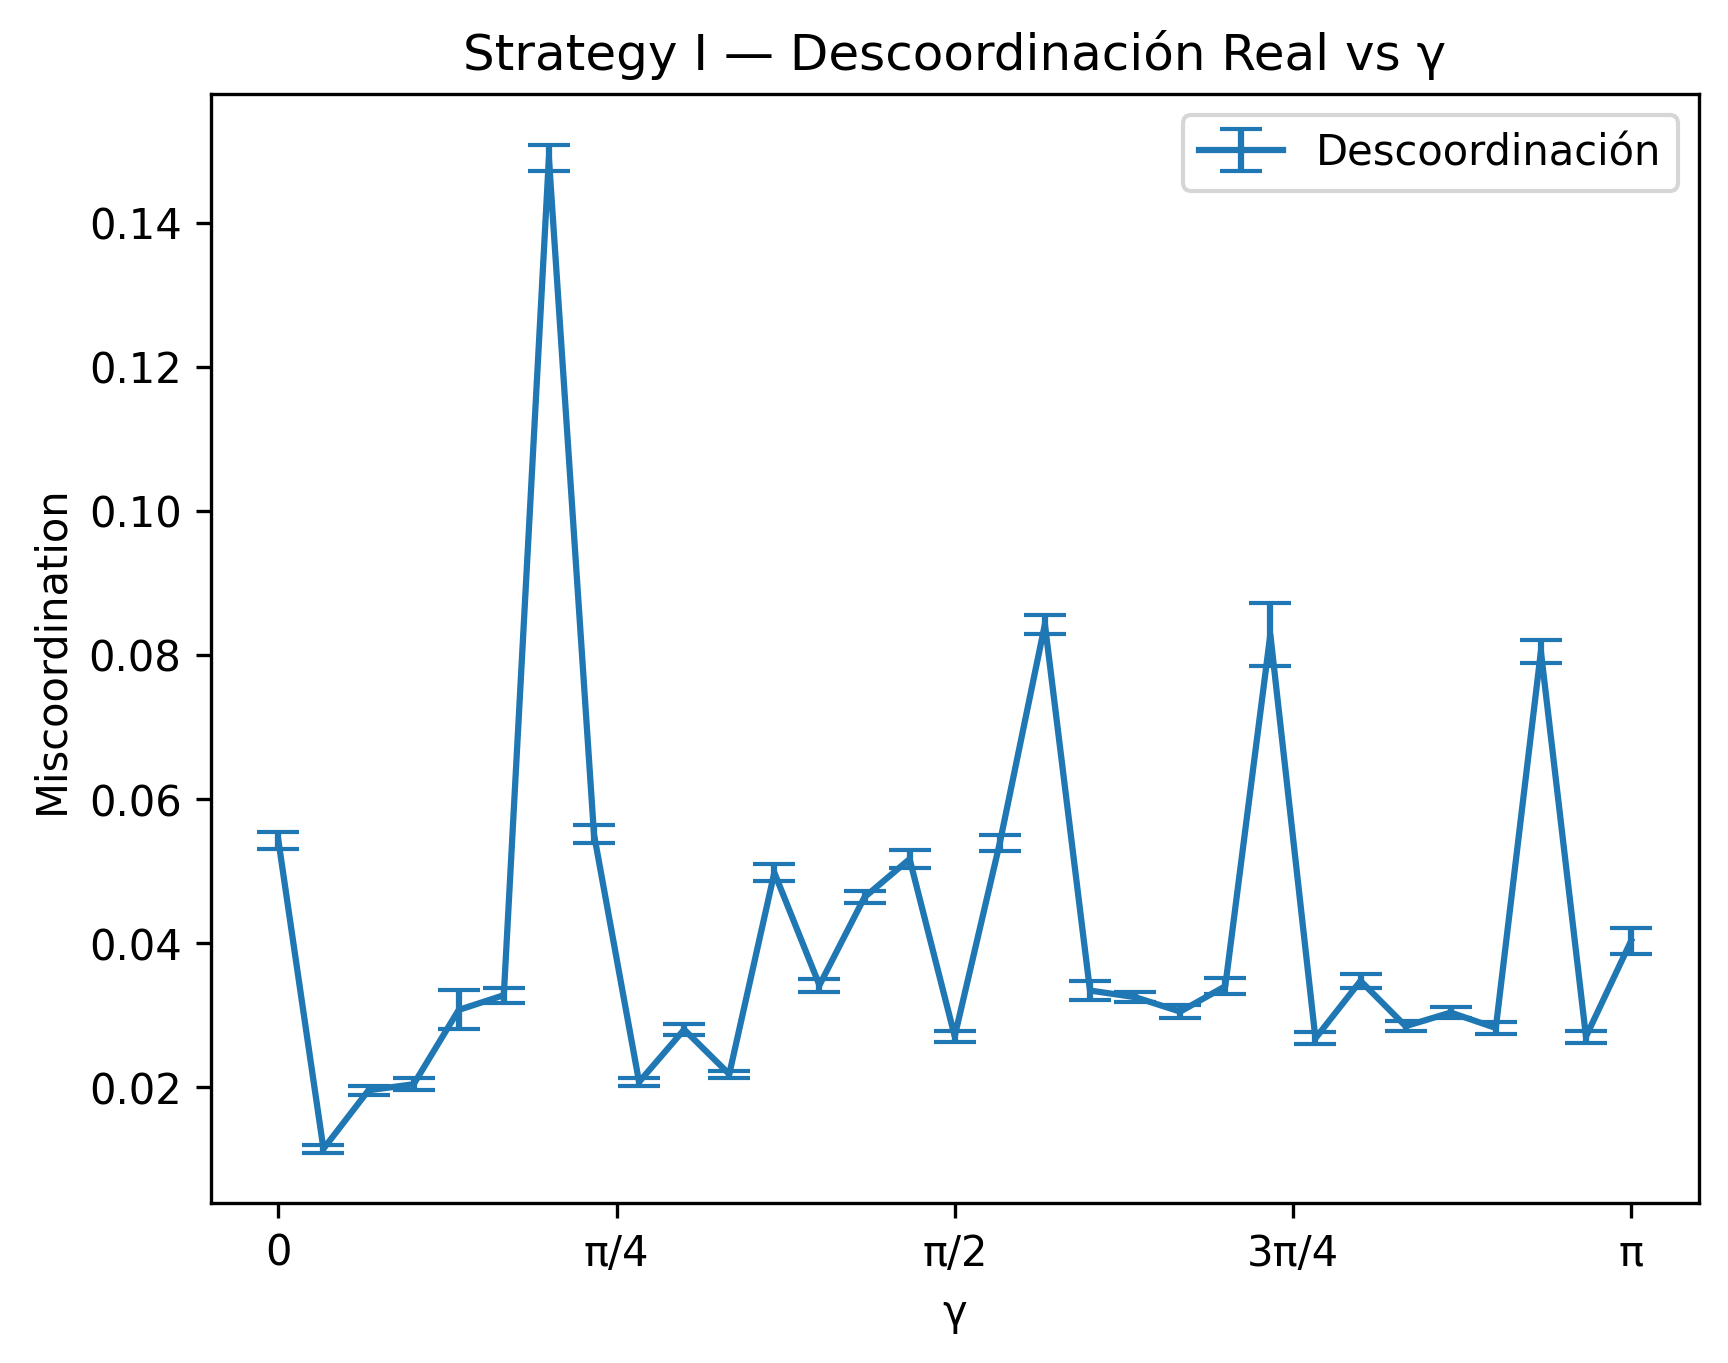 Strategy I — Descoordinación Real vs γ
Descoordinación
Miscoordination
0.14
0.12
0.10
0.08
0.06
0.04
0.02
0
π/4
π/2
3π/4
π
γ